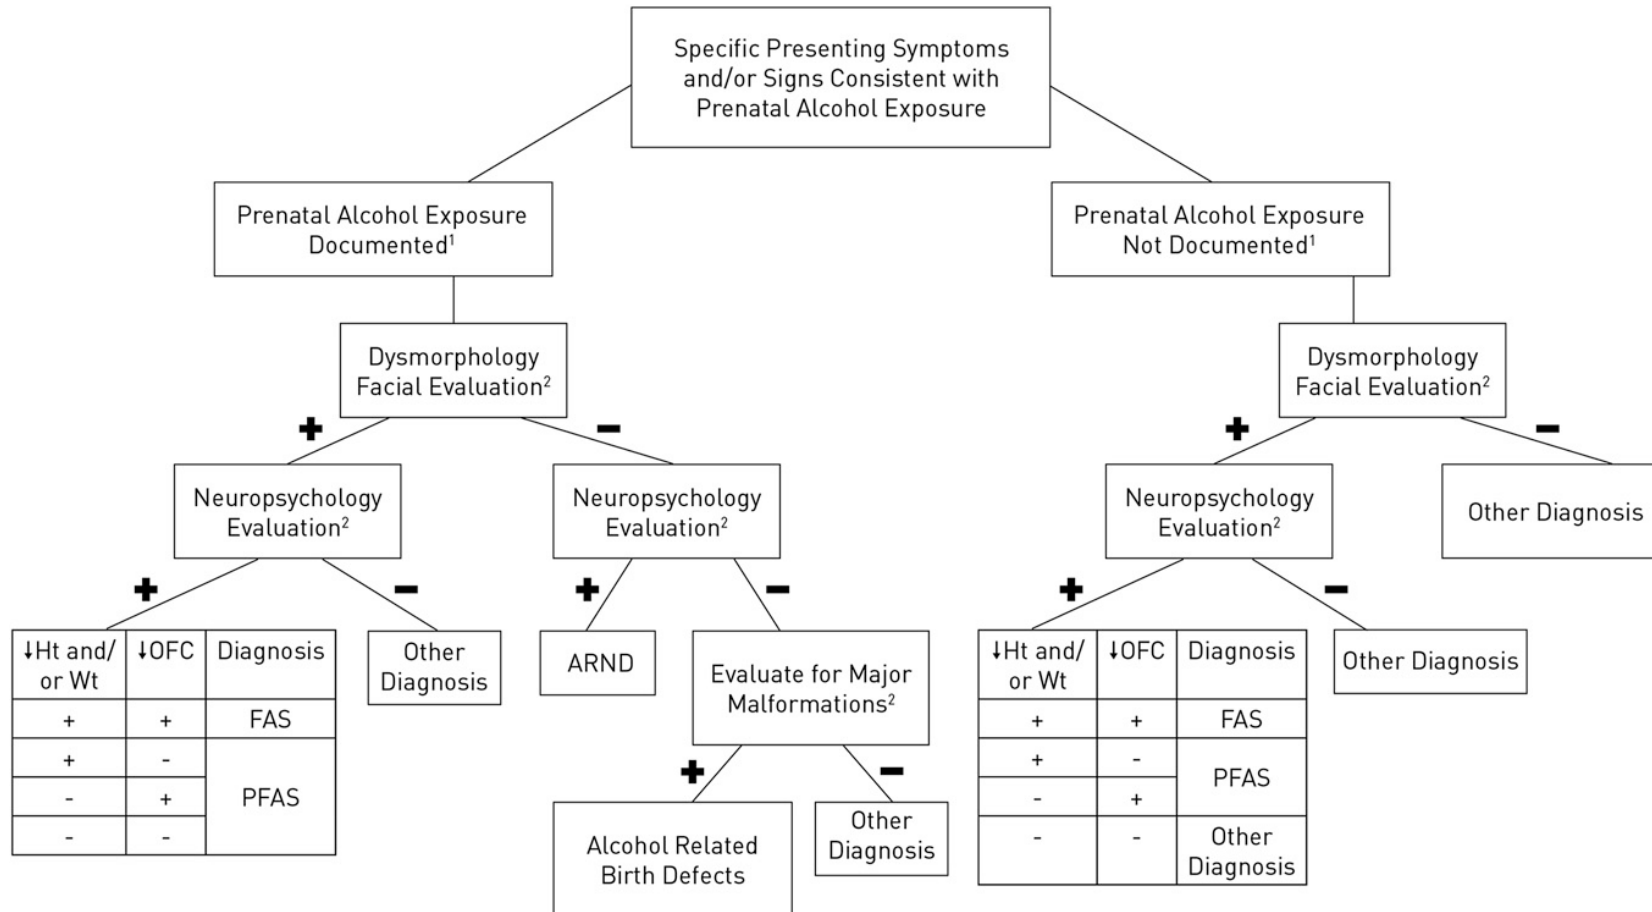 Specific Presenting Symptoms
and/or Signs Consistent with
Prenatal Alcohol Exposure
Prenatal Alcohol Exposure
Documented¹
Prenatal Alcohol Exposure
Not Documented¹
Dysmorphology
Facial Evaluation²
Dysmorphology
Facial Evaluation²
+
−
+
−
Neuropsychology
Evaluation²
Neuropsychology
Evaluation²
Neuropsychology
Evaluation²
Other Diagnosis
+
−
+
−
+
−
↓Ht and/
or Wt
↓OFC
Diagnosis
+ + FAS
+ -
- +
PFAS
- -
Other
Diagnosis
ARND
Evaluate for Major
Malformations²
+
−
Alcohol Related
Birth Defects
Other
Diagnosis
↓Ht and/
or Wt
↓OFC
Diagnosis
+ + FAS
+ -
PFAS
- +
- -
Other
Diagnosis
Other Diagnosis